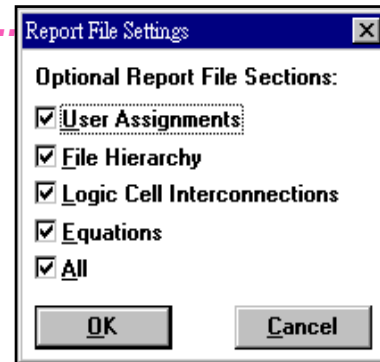 Report File Settings
Optional Report File Sections:
User Assignments
File Hierarchy
Logic Cell Interconnections
Equations
All
OK
Cancel